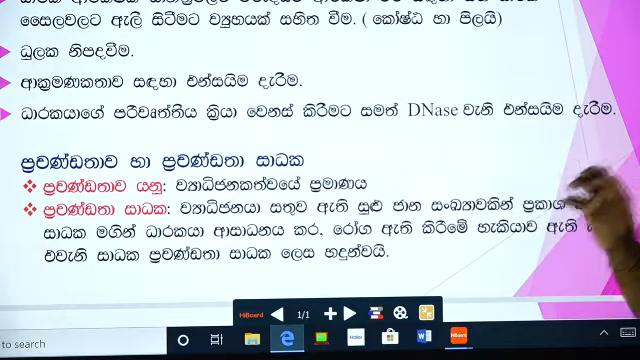 සෛලවලට ඇලී සිටීමට ව්‍යුහයක් සහිත වීම. ( කෝෂ්ඨ හා පිලයි)
ධුලක නිපදවීම.
ආක්‍රමණකතාව සඳහා එන්සයිම දැරීම.
ධාරකයාගේ පරිවෘත්තීය ක්‍රියා වෙනස් කිරීමට සමත් DNase වැනි එන්සයිම දැරීම.
ප්‍රචණ්ඩතාව හා ප්‍රචණ්ඩතා සාධක
ප්‍රචණ්ඩතාව යනු: ව්‍යාධිජනකත්වයේ ප්‍රමාණය
ප්‍රචණ්ඩතා සාධක: ව්‍යාධිජනයා සතුව ඇති සුළු ජාන සංඛ්‍යාවකින් ප්‍රකාශ
සාධක මගින් ධාරකයා ආසාධනය කර, රෝග ඇති කිරීමේ හැකියාව ඇති
එවැනි සාධක ප්‍රචණ්ඩතා සාධක ලෙස හඳුන්වයි.
HiBoard 1/1
to search
Haier
HiBoard